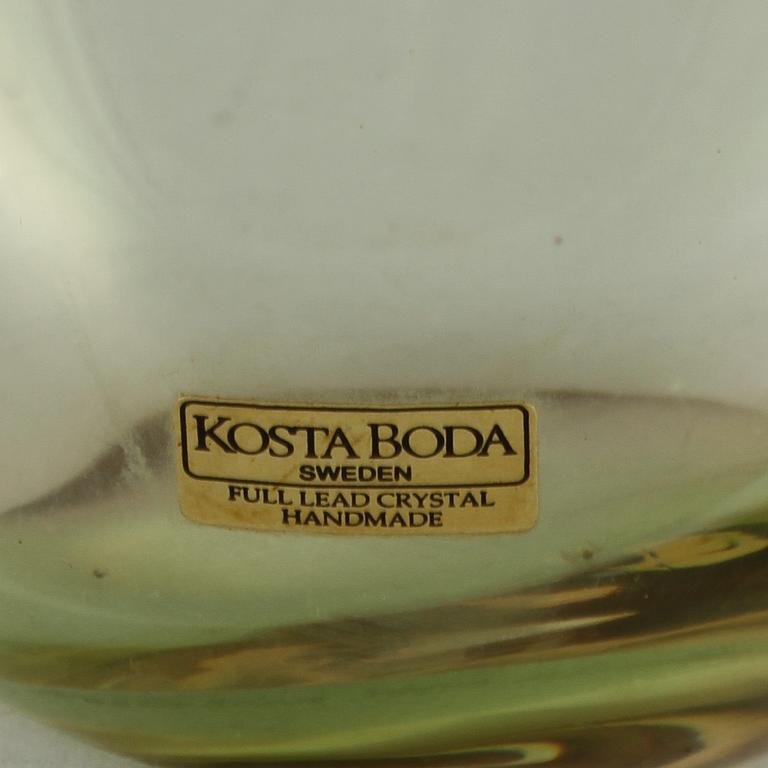 KOSTA BODA
SWEDEN
FULL LEAD CRYSTAL
HANDMADE